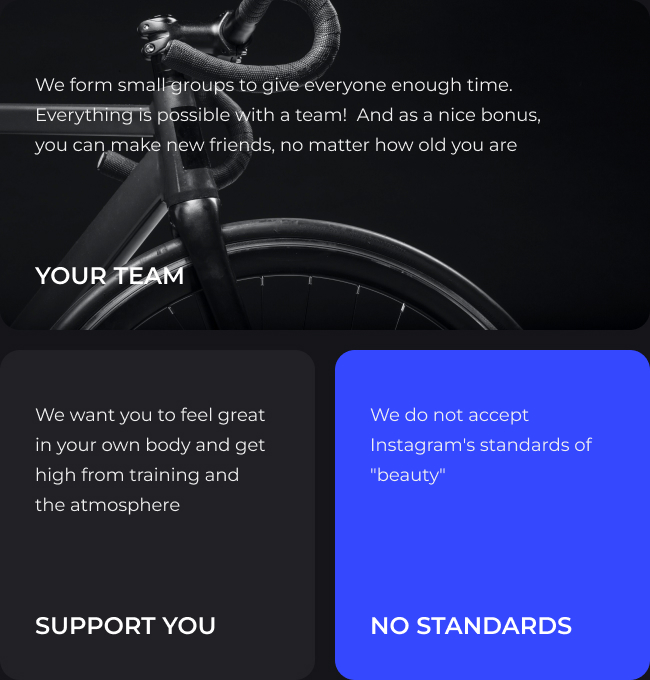 We form small groups to give everyone enough time.
Everything is possible with a team!  And as a nice bonus,
you can make new friends, no matter how old you are
YOUR TEAM
We want you to feel great
in your own body and get
high from training and
the atmosphere
SUPPORT YOU
We do not accept
Instagram's standards of
"beauty"
NO STANDARDS